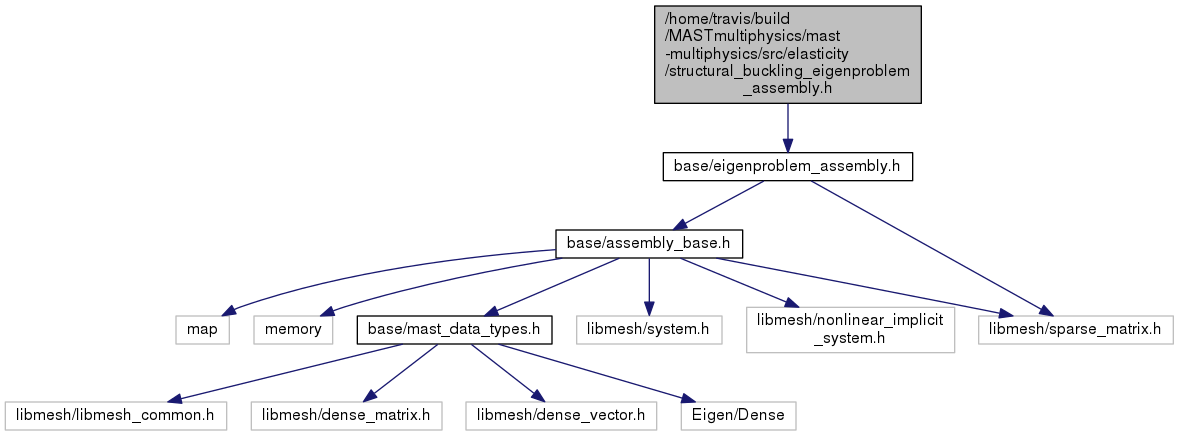 /home/travis/build
/MASTmultiphysics/mast
-multiphysics/src/elasticity
/structural_buckling_eigenproblem
_assembly.h
base/eigenproblem_assembly.h
base/assembly_base.h
map
memory
base/mast_data_types.h
libmesh/system.h
libmesh/nonlinear_implicit
_system.h
libmesh/sparse_matrix.h
libmesh/libmesh_common.h
libmesh/dense_matrix.h
libmesh/dense_vector.h
Eigen/Dense